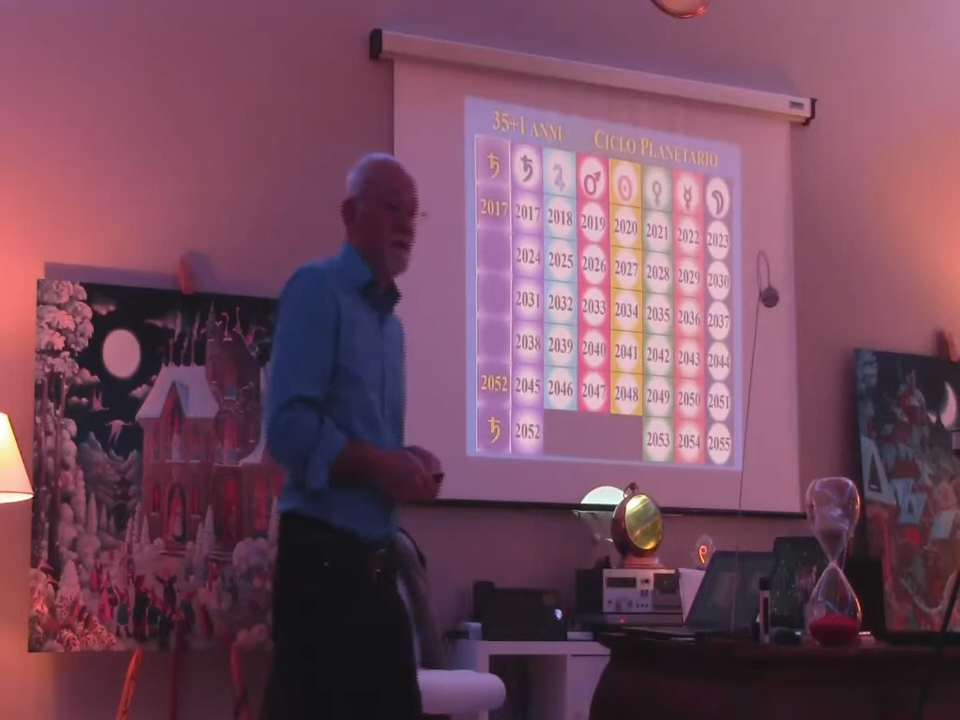 35+1 ANNI CICLO PLANETARIO
♄ ♄ ♃ ♂ ☉ ♀ ☿ ☽
2017 2017 2018 2019 2020 2021 2022 2023
2024 2025 2026 2027 2028 2029 2030
2031 2032 2033 2034 2035 2036 2037
2038 2039 2040 2041 2042 2043 2044
2052 2045 2046 2047 2048 2049 2050 2051
♄ 2052 2053 2054 2055